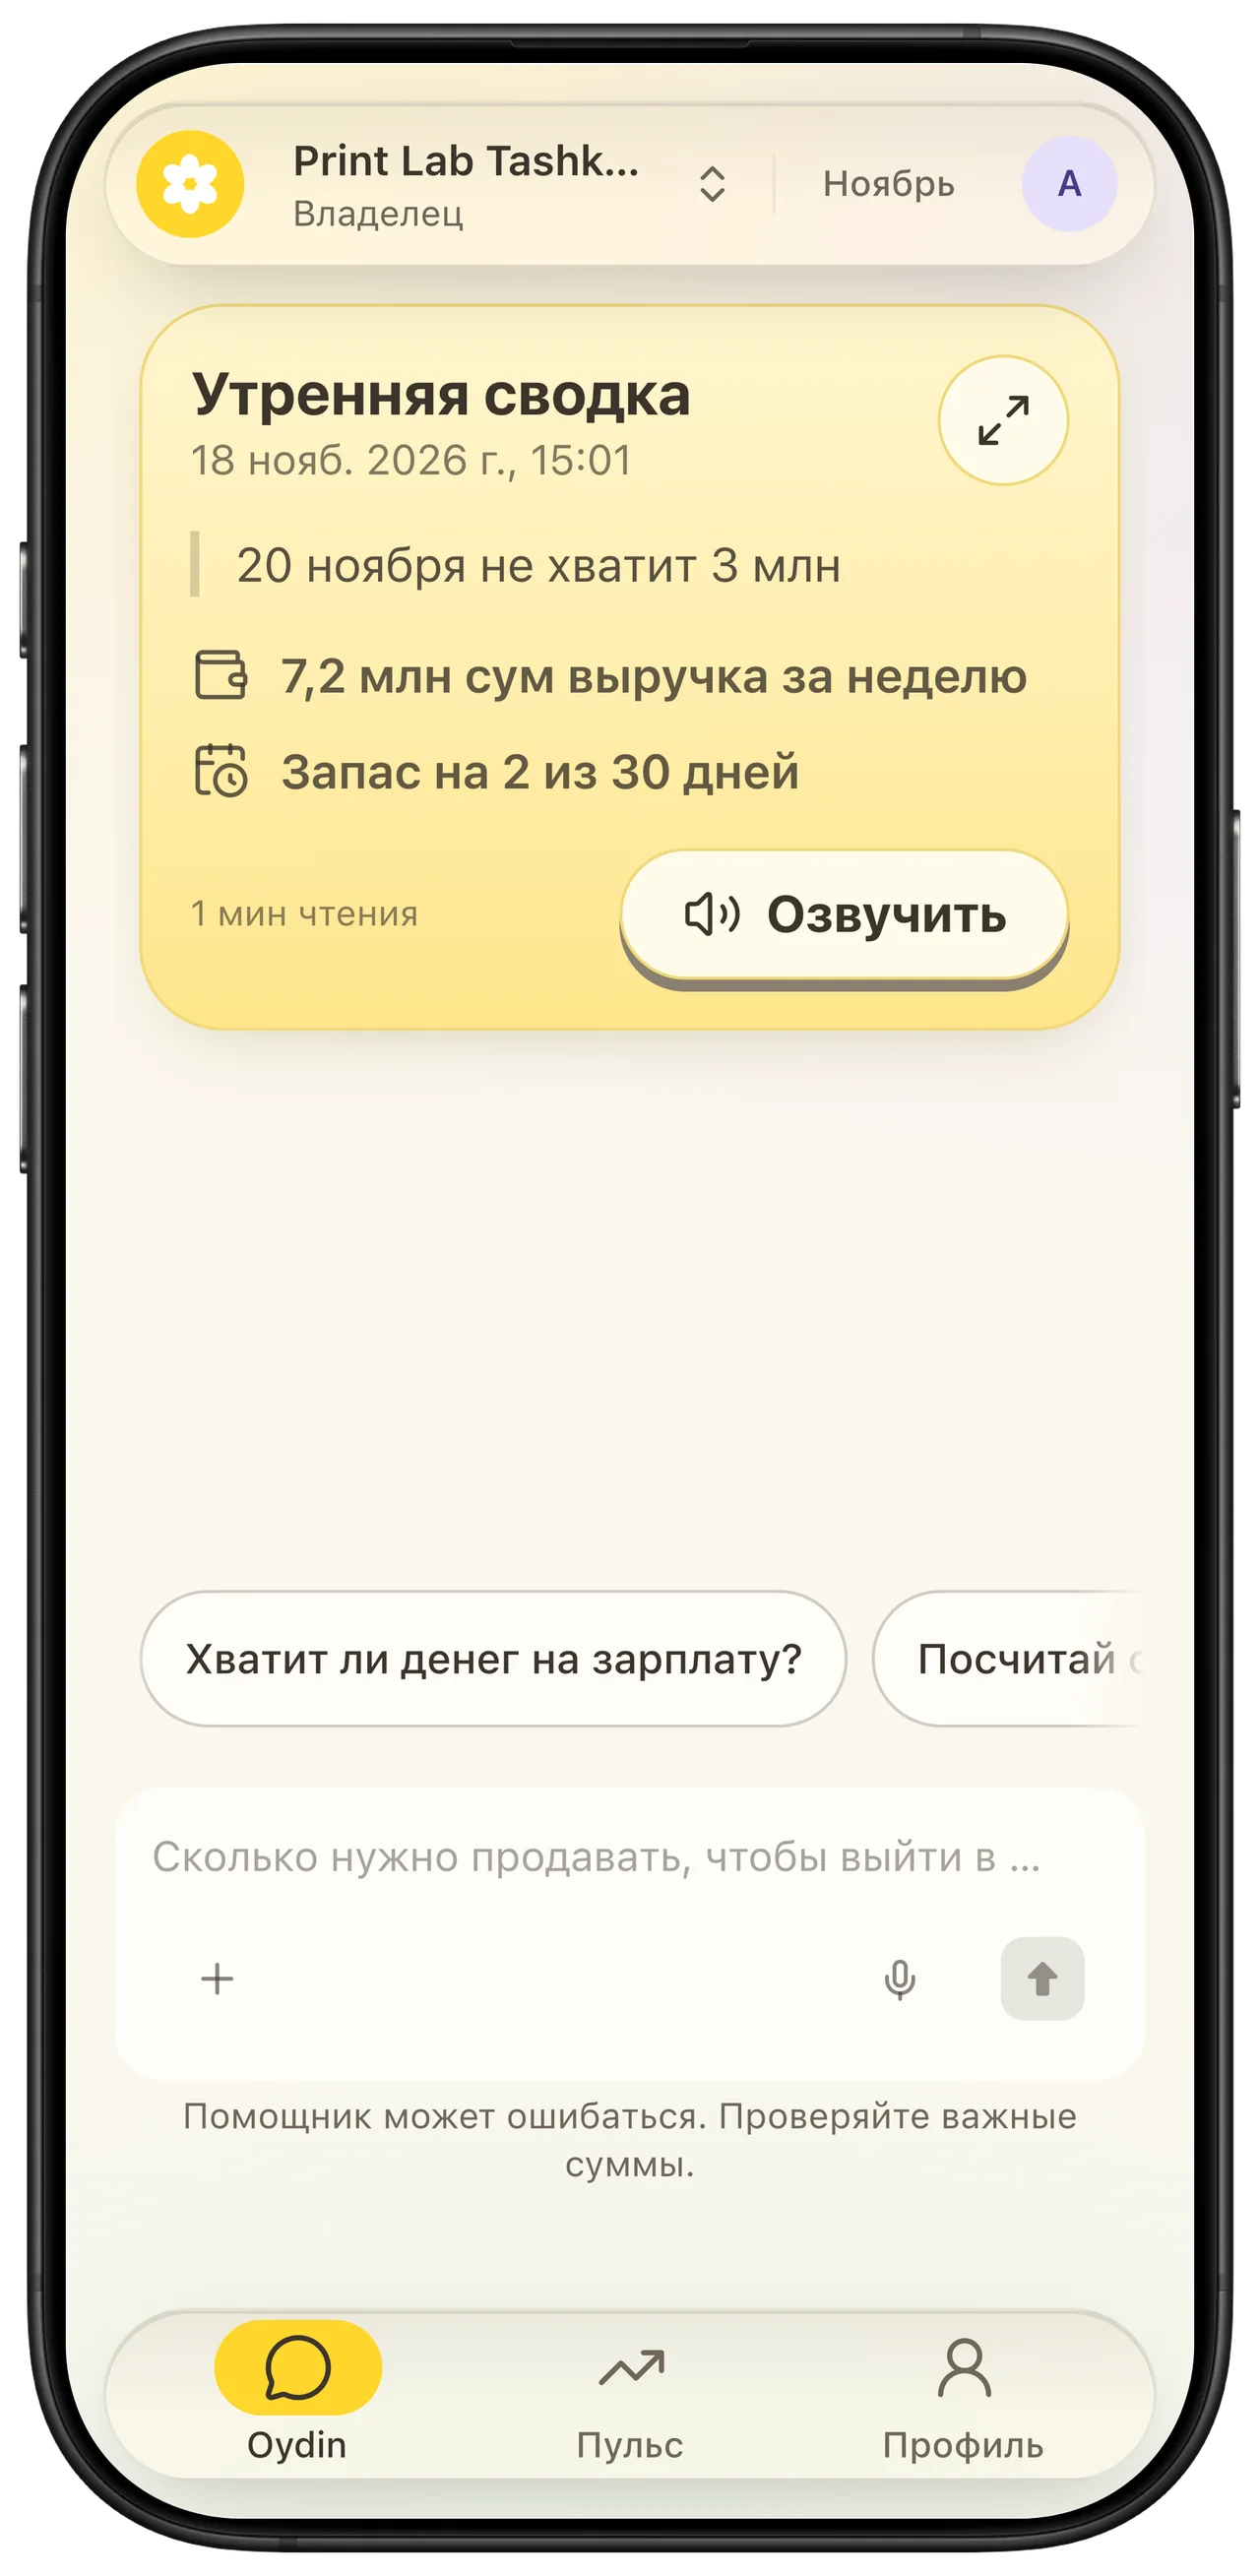 Print Lab Tashk...
Владелец
Ноябрь
A
Утренняя сводка
18 нояб. 2026 г., 15:01
20 ноября не хватит 3 млн
7,2 млн сум выручка за неделю
Запас на 2 из 30 дней
1 мин чтения
Озвучить
Хватит ли денег на зарплату?
Посчитай
Сколько нужно продавать, чтобы выйти в ...
Помощник может ошибаться. Проверяйте важные
суммы.
Oydin
Пульс
Профиль